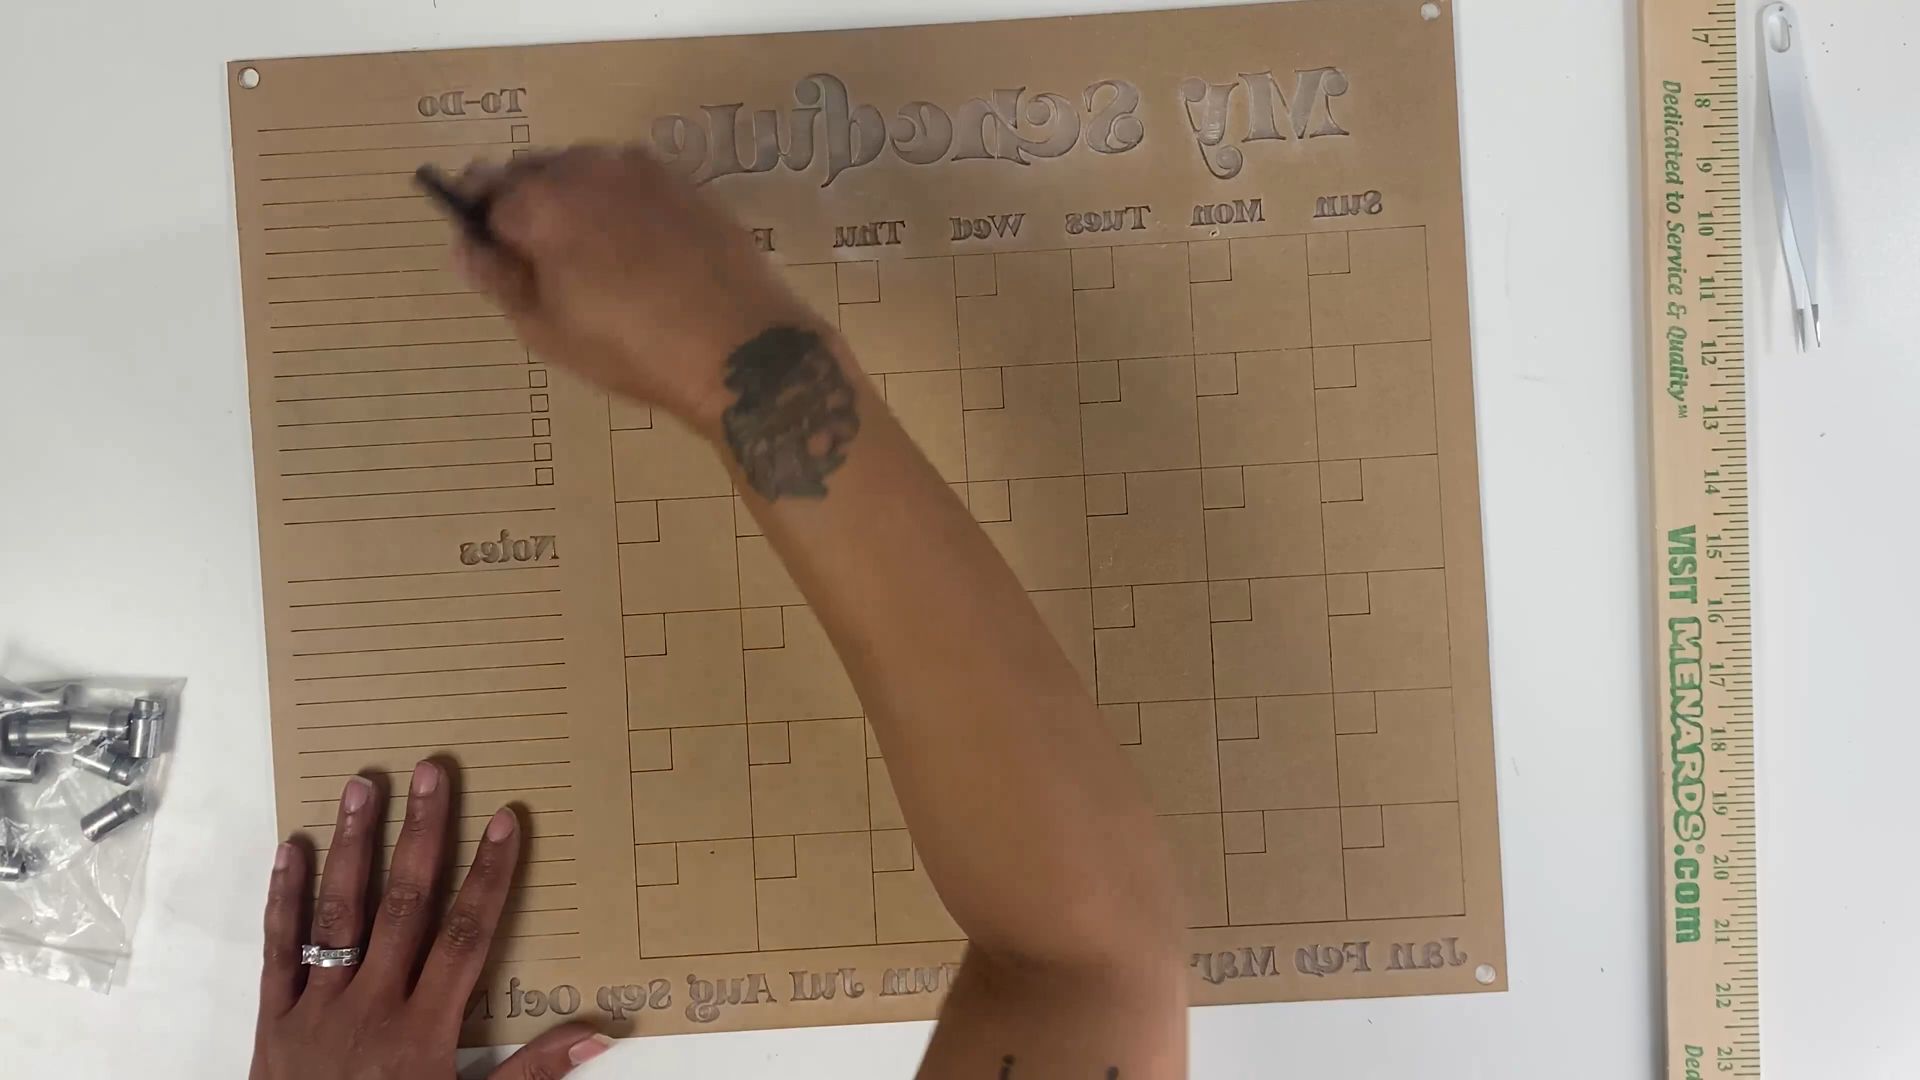 My Schedule
Sun Mon Tues Wed Thu
To-Do
Notes
Jan Feb Mar Jun Jul Aug Sep Oct
7 8 9 10 11 12 13 14 15 16 17 18 19 20 21 22 23
Dedicated to Service & Quality℠
VISIT MENARDS®.com